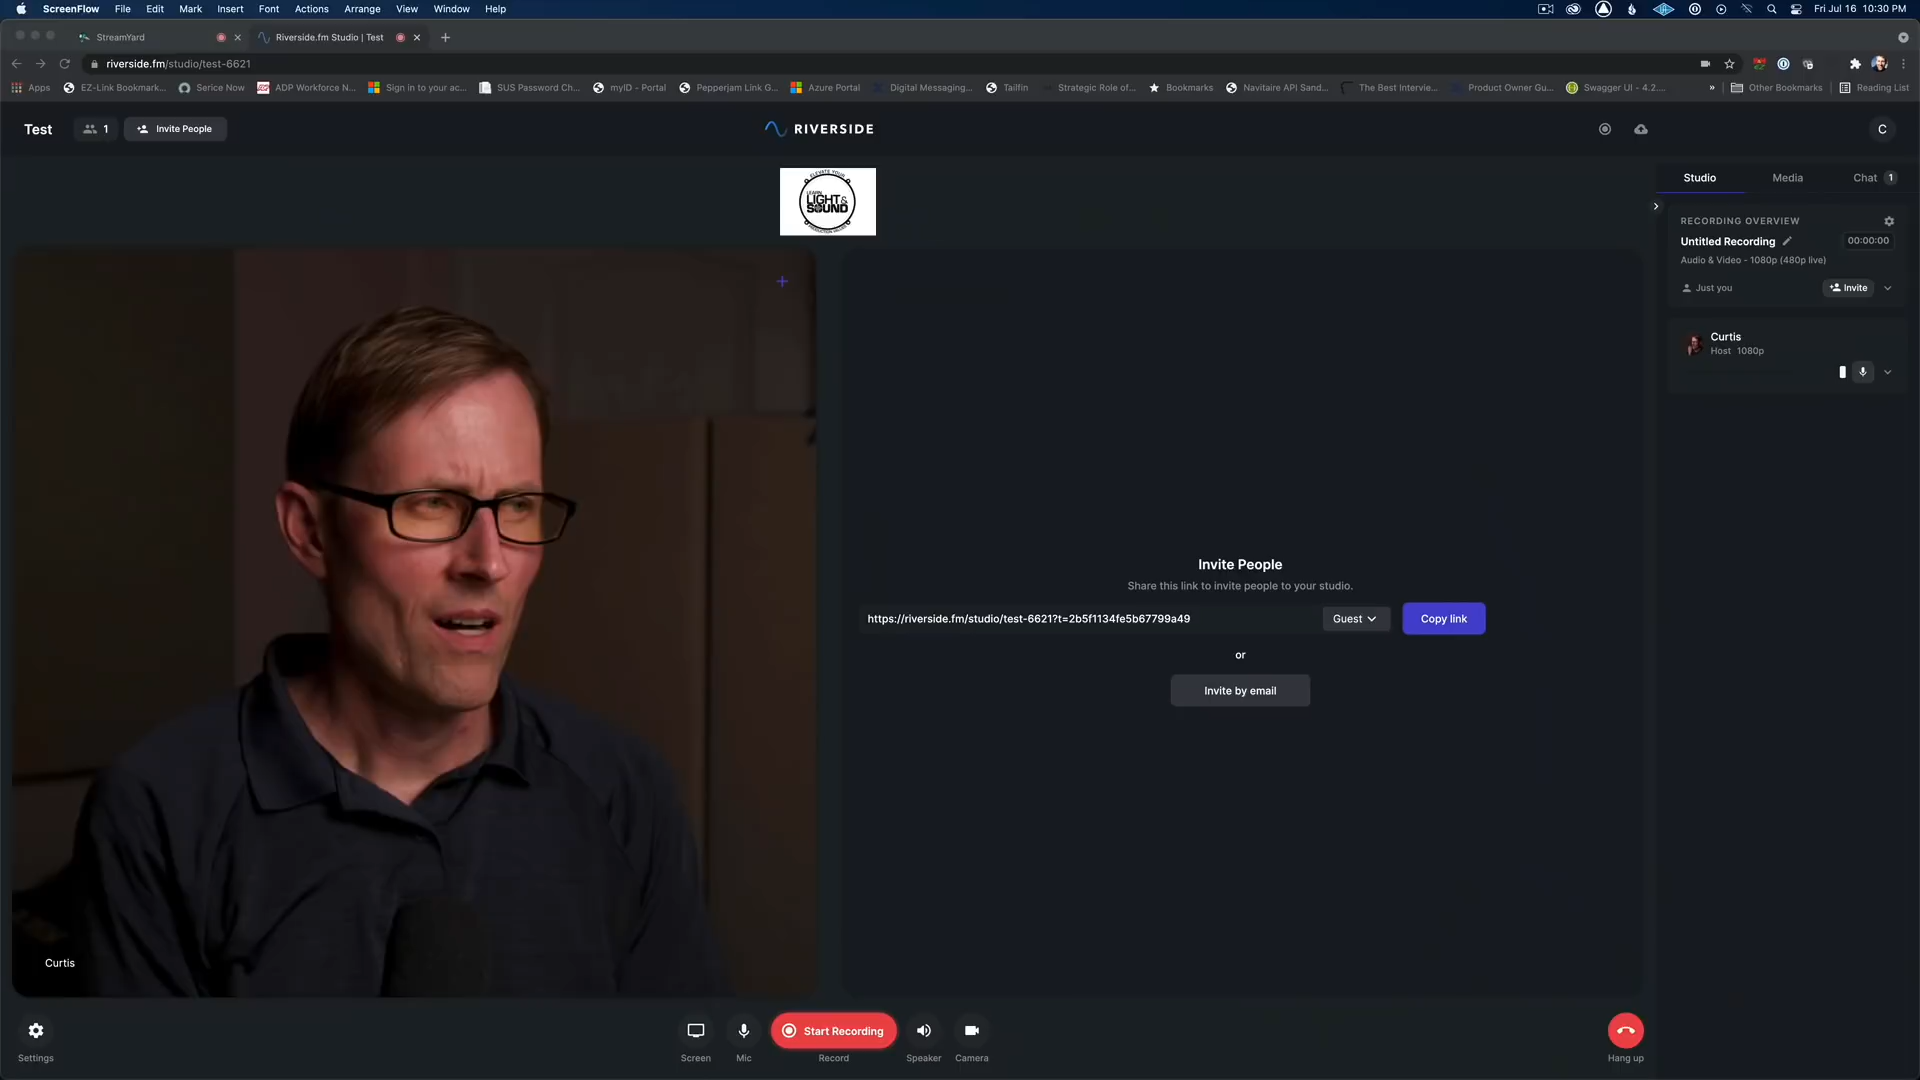 ScreenFlow File Edit Mark Insert Font Actions Arrange View Window Help Fri Jul 16 10:30 PM
StreamYard Riverside.fm Studio | Test
riverside.fm/studio/test-6621
Apps EZ-Link Bookmark... Serice Now ADP Workforce N... Sign in to your ac... SUS Password Ch... myID - Portal Pepperjam Link G... Azure Portal Digital Messaging... Tailfin Strategic Role of... Bookmarks Navitaire API Sand... The Best Intervie... Product Owner Gu... Swagger UI - 4.2.... » Other Bookmarks Reading List
Test 1 Invite People RIVERSIDE C
ELEVATE YOUR
LEARN
LIGHT &
SOUND
PRODUCTION VALUES
Studio Media Chat 1
RECORDING OVERVIEW
Untitled Recording 00:00:00
Audio & Video - 1080p (480p live)
Just you Invite
Curtis
Host 1080p
Invite People
Share this link to invite people to your studio.
https://riverside.fm/studio/test-6621?t=2b5f1134fe5b67799a49 Guest Copy link
or
Invite by email
Curtis
Start Recording
Settings Screen Mic Record Speaker Camera Hang up